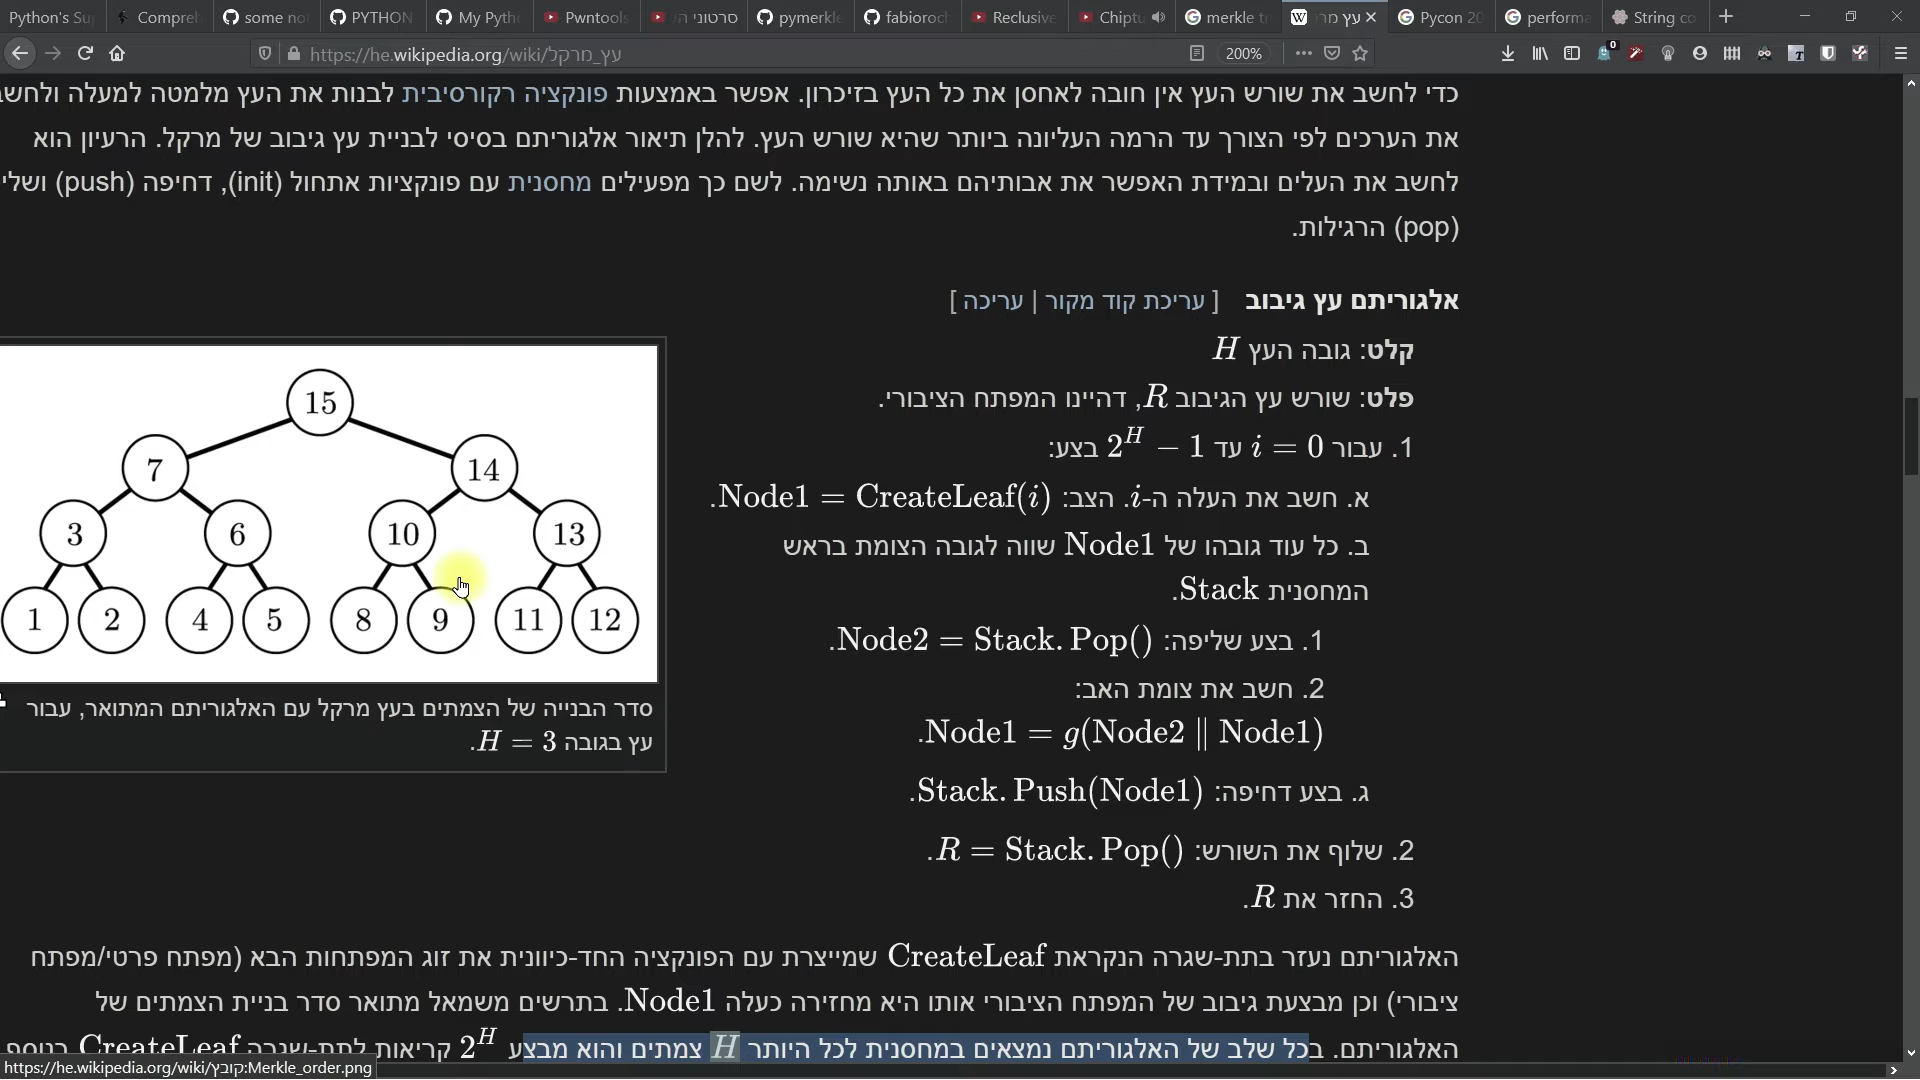 Python's Su
Compreh
some no
PYTHON
My Pyth
Pwntools
סרטוני
pymerkle
fabioroc
Reclusive
Chiptu
merkle tr
עץ מר
Pycon 20
performa
String co
https://he.wikipedia.org/wiki/עץ_מרקל
200%
כדי לחשב את שורש העץ אין חובה לאחסן את כל העץ בזיכרון. אפשר באמצעות פונקציה רקורסיבית לבנות את העץ מלמטה למעלה ולחשב
את הערכים לפי הצורך עד הרמה העליונה ביותר שהיא שורש העץ. להלן תיאור אלגוריתם בסיסי לבניית עץ גיבוב של מרקל. הרעיון הוא
לחשב את העלים ובמידת האפשר את אבותיהם באותה נשימה. לשם כך מפעילים מחסנית עם פונקציות אתחול (init), דחיפה (push) ושלי
(pop) הרגילות.
אלגוריתם עץ גיבוב [ עריכת קוד מקור | עריכה ]
קלט: גובה העץ H
פלט: שורש עץ הגיבוב R, דהיינו המפתח הציבורי.
1. עבור i = 0 עד 2^H − 1 בצע:
א. חשב את העלה ה-i. הצב: Node1 = CreateLeaf(i).
ב. כל עוד גובהו של Node1 שווה לגובה הצומת בראש
המחסנית Stack.
1. בצע שליפה: Node2 = Stack. Pop().
2. חשב את צומת האב:
Node1 = g(Node2 ∥ Node1).
ג. בצע דחיפה: Stack. Push(Node1).
2. שלוף את השורש: R = Stack. Pop().
3. החזר את R.
15
7 14
3 6 10 13
1 2 4 5 8 9 11 12
סדר הבנייה של הצמתים בעץ מרקל עם האלגוריתם המתואר, עבור
עץ בגובה H = 3.
האלגוריתם נעזר בתת-שגרה הנקראת CreateLeaf שמייצרת עם הפונקציה החד-כיוונית את זוג המפתחות הבא (מפתח פרטי/מפתח
ציבורי) וכן מבצעת גיבוב של המפתח הציבורי אותו היא מחזירה כעלה Node1. בתרשים משמאל מתואר סדר בניית הצמתים של
האלגוריתם. בכל שלב של האלגוריתם נמצאים במחסנית לכל היותר H צמתים והוא מבצע 2^H קריאות לתת-שגרה CreateLeaf בנוסף
https://he.wikipedia.org/wiki/קובץ:Merkle_order.png